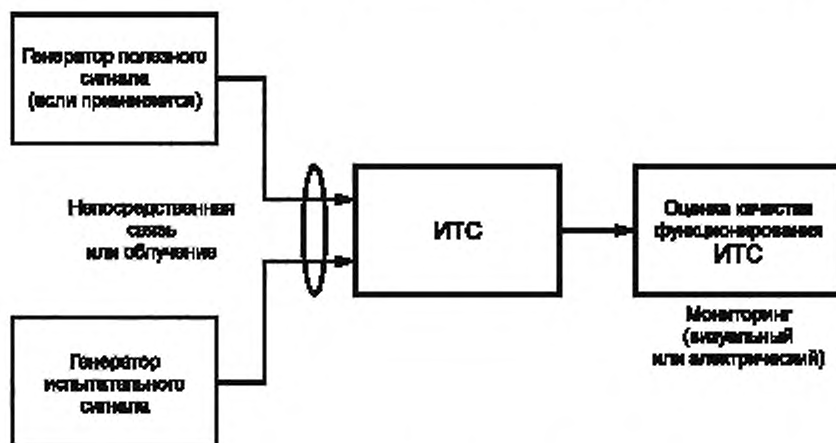 Генератор полезного
сигнала
(если применяется)
Непосредственная
связь
или облучение
ИТС
Оценка качества
функционирования
ИТС
Мониторинг
(визуальный
или электрический)
Генератор
испытательного
сигнала